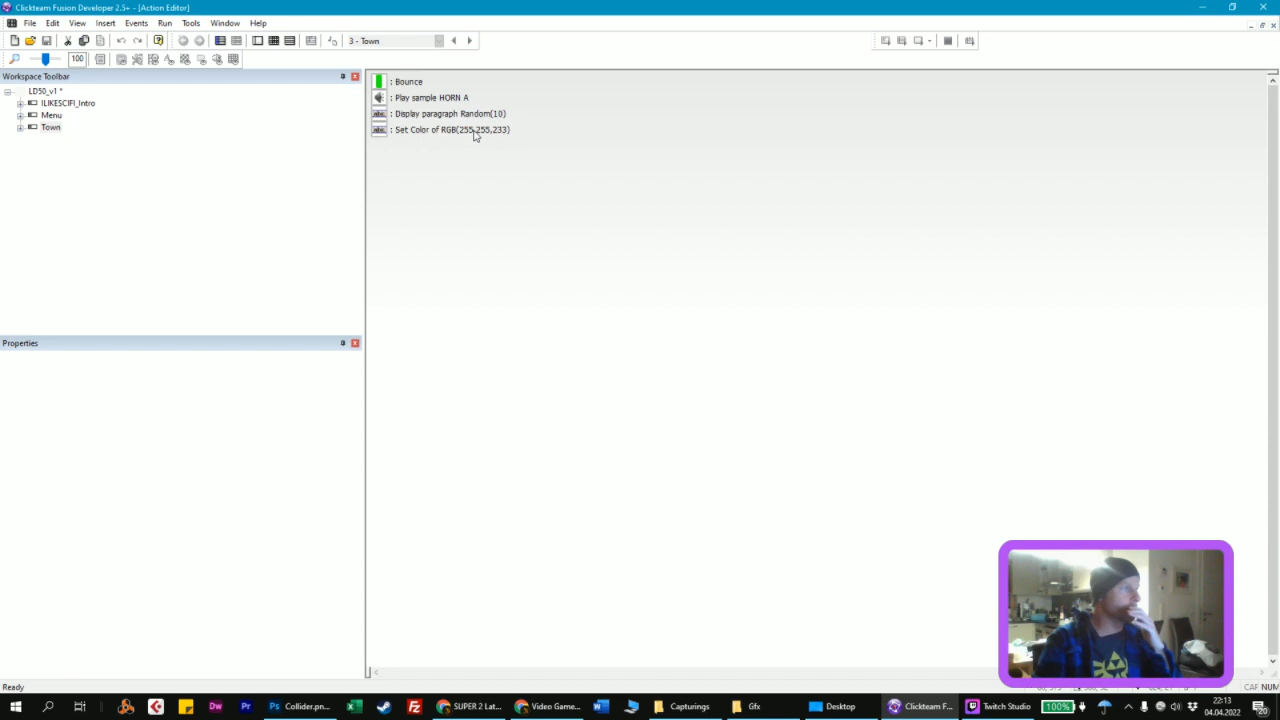 Clickteam Fusion Developer 2.5+ - [Action Editor]
File Edit View Insert Events Run Tools Window Help
3 - Town
100
Workspace Toolbar
LD50_v1 *
ILIKESCIFI_Intro
Menu
Town
Properties
: Bounce
: Play sample HORN A
: Display paragraph Random(10)
: Set Color of RGB(255,255,233)
Ready
NUM
Collider.pn...
SUPER 2 Lat...
Video Game...
Capturings
Gfx
Desktop
Clickteam F...
Twitch Studio
100%
22:13
04.04.2022
20